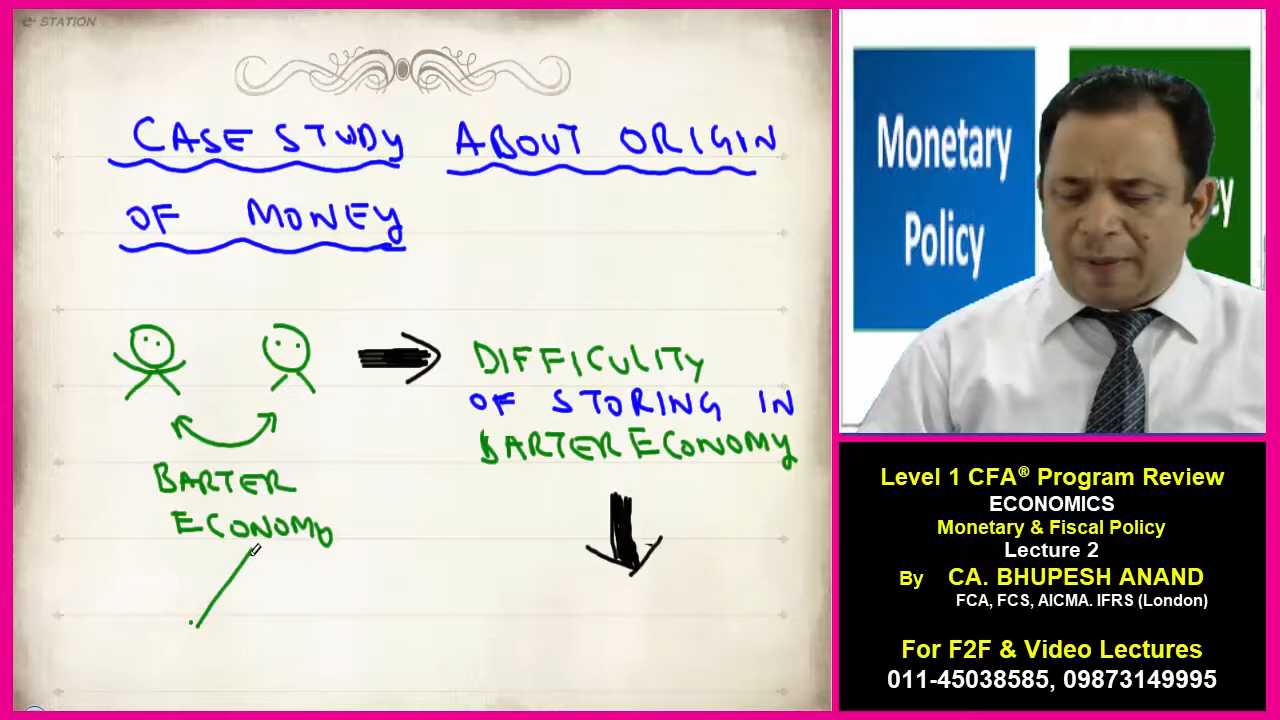 e-STATION
CASE STUDY ABOUT ORIGIN
OF MONEY
DIFFICULITY
OF STORING IN
BARTER ECONOMY
BARTER
ECONOMY
Monetary
Policy
cy
Level 1 CFA® Program Review
ECONOMICS
Monetary & Fiscal Policy
Lecture 2
By CA. BHUPESH ANAND
FCA, FCS, AICMA. IFRS (London)
For F2F & Video Lectures
011-45038585, 09873149995